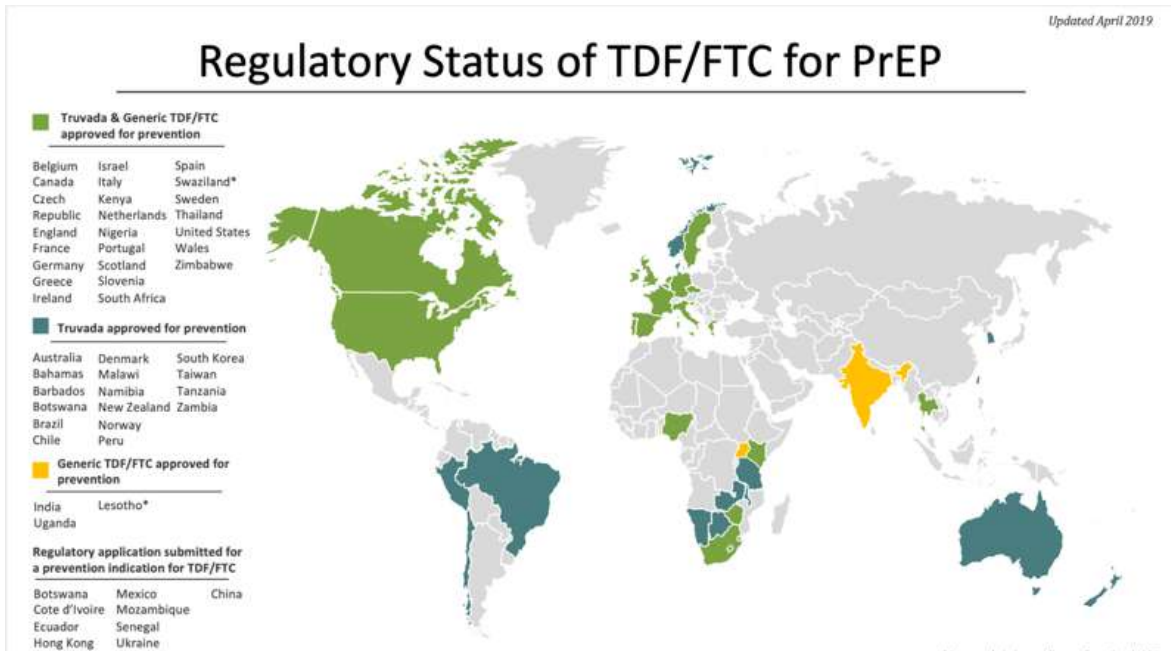 Updated April 2019
Regulatory Status of TDF/FTC for PrEP
Truvada & Generic TDF/FTC
approved for prevention
Belgium Israel Spain
Canada Italy Swaziland*
Czech Kenya Sweden
Republic Netherlands Thailand
England Nigeria United States
France Portugal Wales
Germany Scotland Zimbabwe
Greece Slovenia
Ireland South Africa
Truvada approved for prevention
Australia Denmark South Korea
Bahamas Malawi Taiwan
Barbados Namibia Tanzania
Botswana New Zealand Zambia
Brazil Norway
Chile Peru
Generic TDF/FTC approved for
prevention
India Lesotho*
Uganda
Regulatory application submitted for
a prevention indication for TDF/FTC
Botswana Mexico China
Cote d'Ivoire Mozambique
Ecuador Senegal
Hong Kong Ukraine